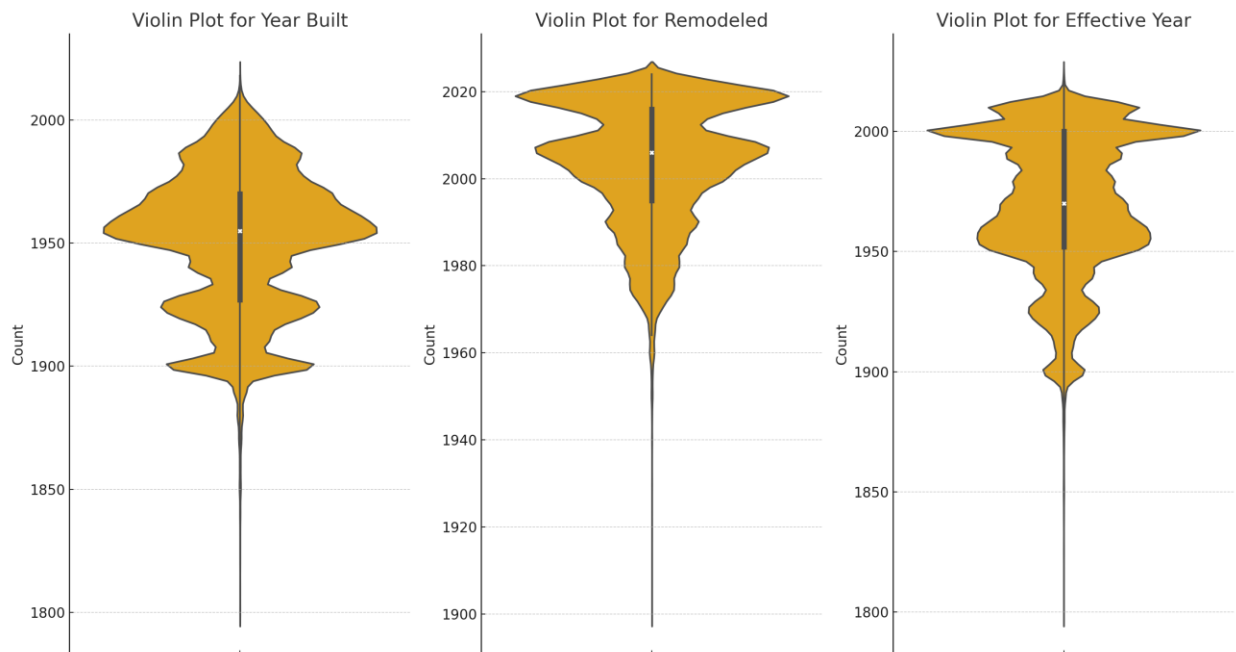 Violin Plot for Year Built
Count
2000
1950
1900
1850
1800
Violin Plot for Remodeled
Count
2020
2000
1980
1960
1940
1920
1900
Violin Plot for Effective Year
Count
2000
1950
1900
1850
1800